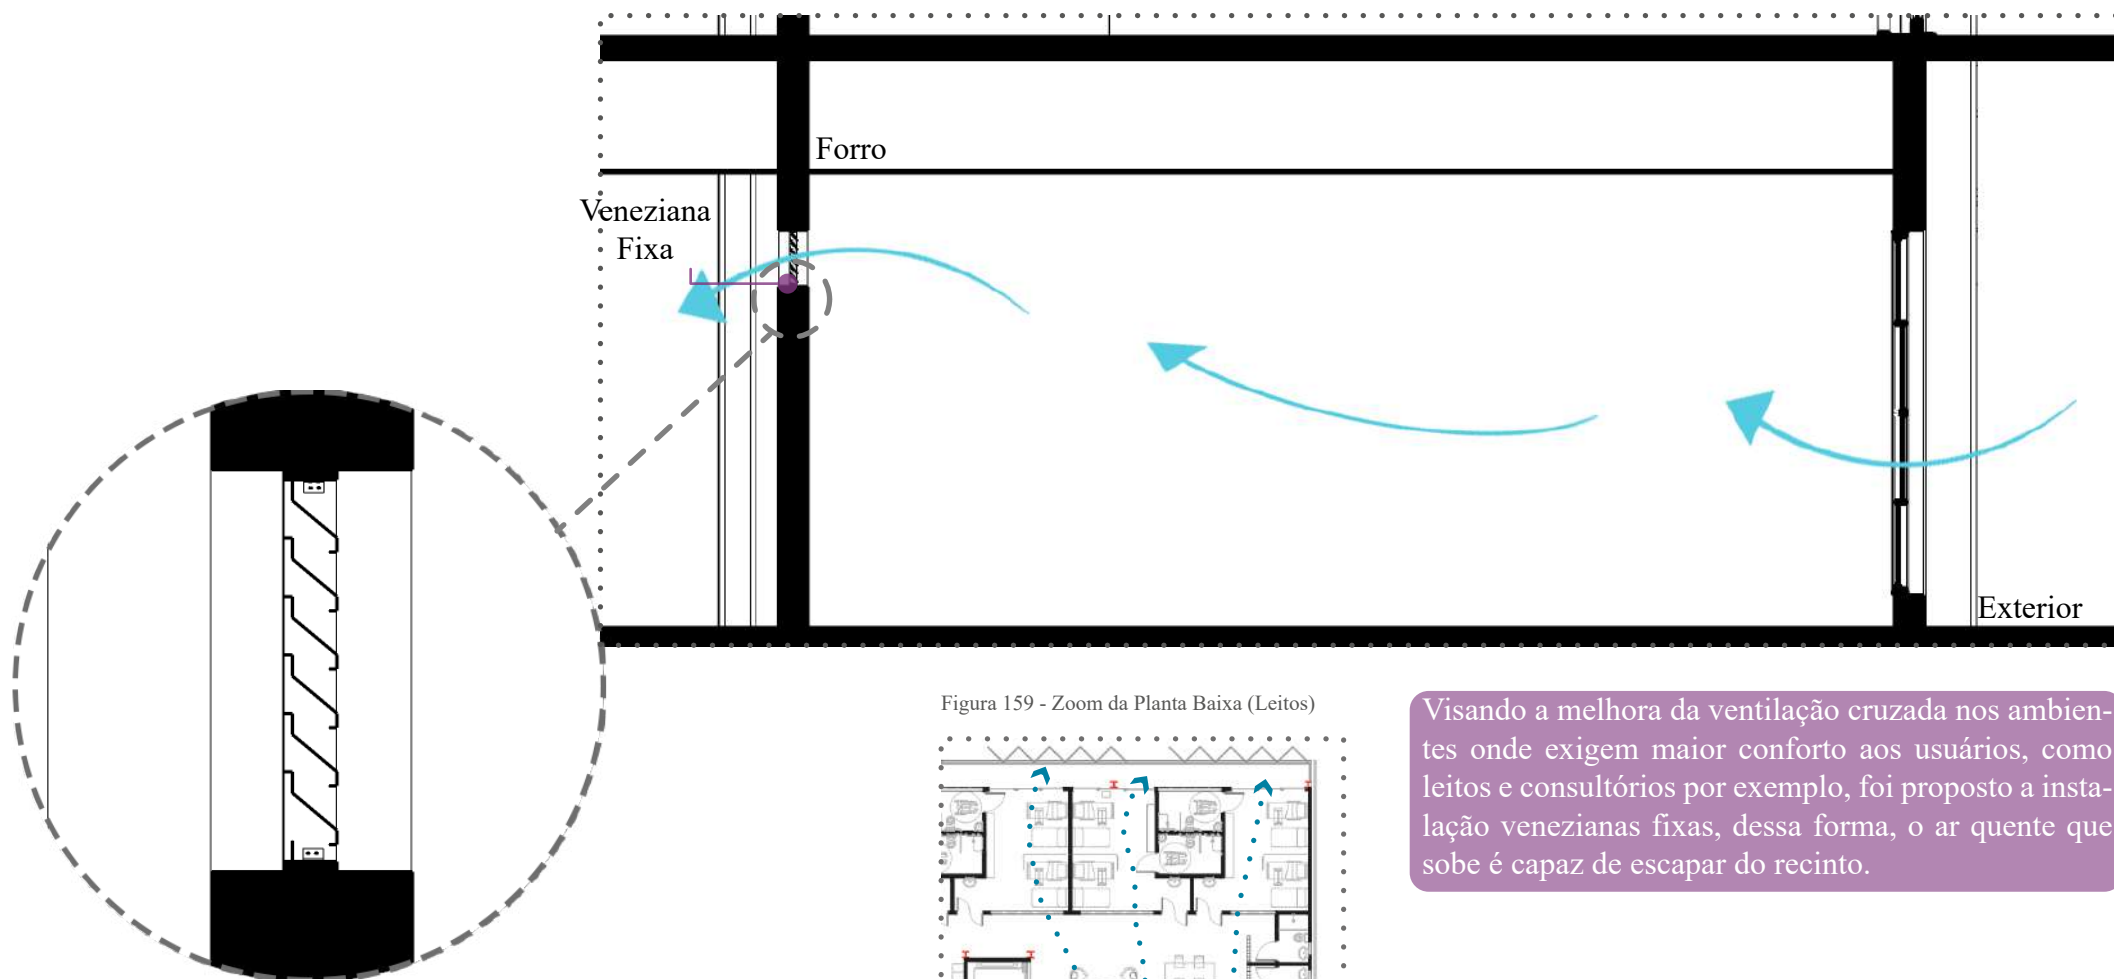 Forro
Veneziana
Fixa
Exterior
Figura 159 - Zoom da Planta Baixa (Leitos)
Visando a melhora da ventilação cruzada nos ambien-
tes onde exigem maior conforto aos usuários, como
leitos e consultórios por exemplo, foi proposto a insta-
lação venezianas fixas, dessa forma, o ar quente que
sobe é capaz de escapar do recinto.